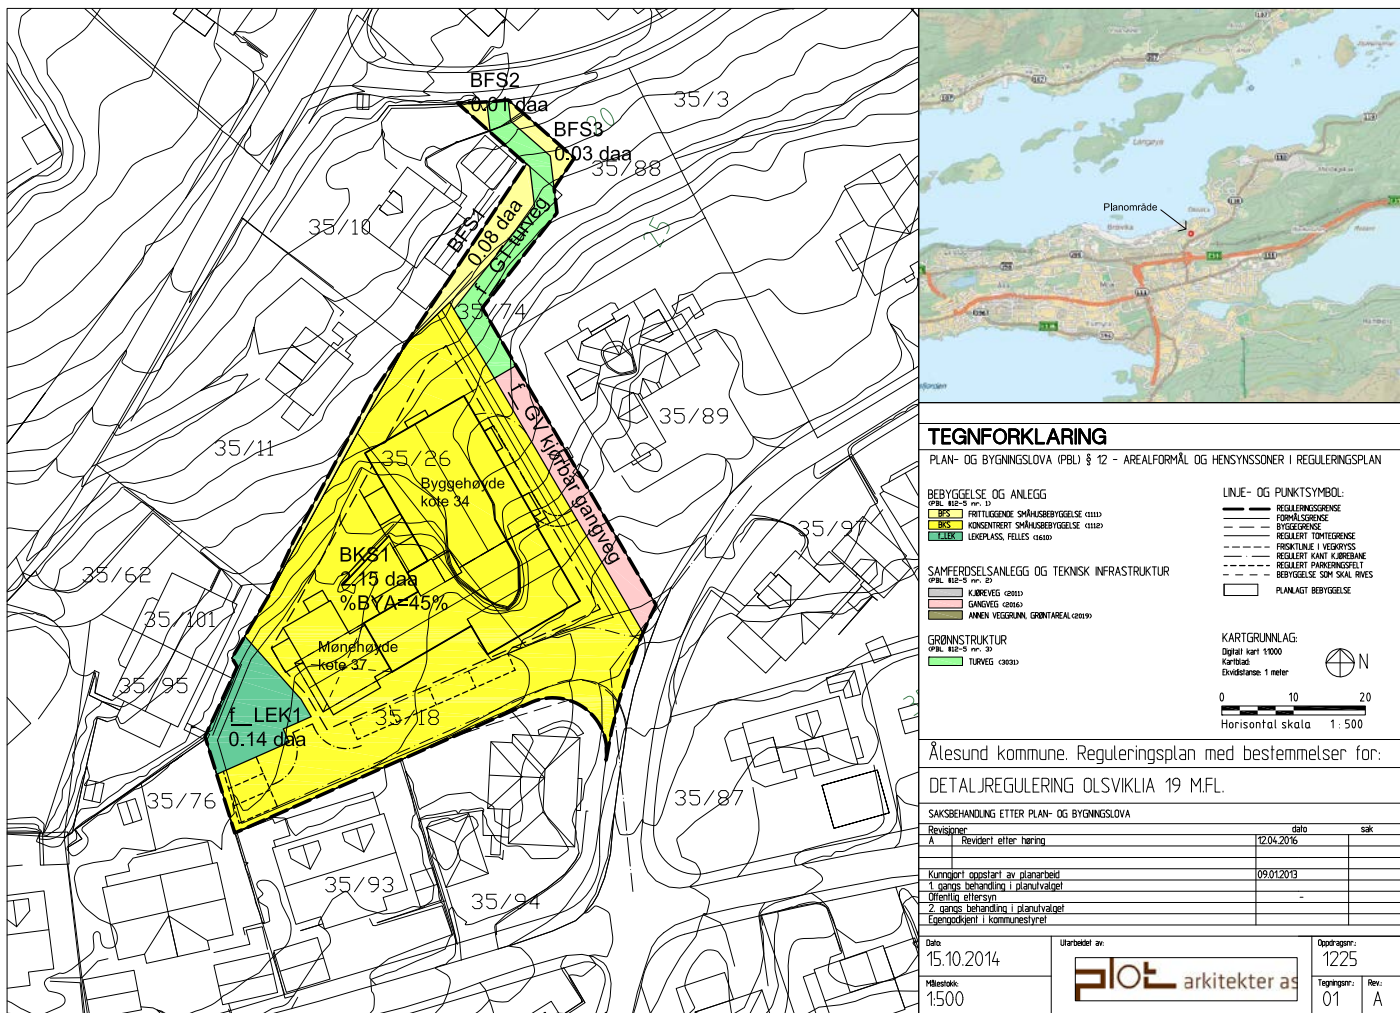 BFS2
0.01 daa
35/3
BFS3
0.03 daa
20
35/88
35/10
BFS1
0.08 daa
f_GT turveg
25
35/74
35/89
35/11
35/26
Byggehøyde
kote 34
f_GV kjørbar gangveg
35/97
BKS1
2.15 daa
%BYA=45%
35/62
35/101
Mønehøyde
kote 37
35/95
f_LEK1
0.14 daa
35/18
35/76
35/87
35/93
35/94
Planområde
TEGNFORKLARING
PLAN- OG BYGNINGSLOVA (PBL) § 12 - AREALFORMÅL OG HENSYNSSONER I REGULERINGSPLAN
BEBYGGELSE OG ANLEGG
(PBL §12-5 nr. 1)
BFS FRITTLIGGENDE SMÅHUSBEBYGGELSE (1111)
BKS KONSENTRERT SMÅHUSBEBYGGELSE (1112)
f_LEK LEKEPLASS, FELLES (1610)
SAMFERDSELSANLEGG OG TEKNISK INFRASTRUKTUR
(PBL §12-5 nr. 2)
KJØREVEG (2011)
GANGVEG (2016)
ANNEN VEGGRUNN, GRØNTAREAL (2019)
GRØNNSTRUKTUR
(PBL §12-5 nr. 3)
TURVEG (3031)
LINJE- OG PUNKTSYMBOL:
REGULERINGSGRENSE
FORMÅLSGRENSE
BYGGEGRENSE
REGULERT TOMTEGRENSE
FRISIKTLINJE I VEGKRYSS
REGULERT KANT KJØREBANE
REGULERT PARKERINGSFELT
BEBYGGELSE SOM SKAL RIVES
PLANLAGT BEBYGGELSE
KARTGRUNNLAG:
Digitalt kart 1:1000
Kartblad:
Ekvidistanse: 1 meter
N
0 10 20
Horisontal skala 1: 500
Ålesund kommune. Reguleringsplan med bestemmelser for:
DETALJREGULERING OLSVIKLIA 19 M.FL.
SAKSBEHANDLING ETTER PLAN- OG BYGNINGSLOVA
Revisjoner dato sak
A Revidert etter høring 12.04.2016
Kunngjort oppstart av planarbeid 09.01.2013
1. gangs behandling i planutvalget
Offentlig ettersyn -
2. gangs behandling i planutvalget
Egengodkjent i kommunestyret
Dato:
15.10.2014
Målestokk:
1:500
Utarbeidet av:
plot arkitekter as
Oppdragsnr.:
1225
Tegningsnr.:
01
Rev.:
A